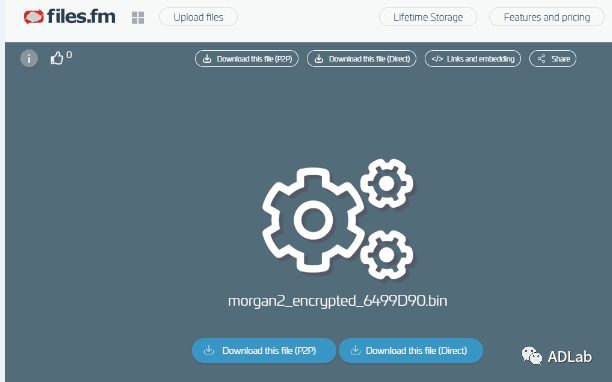 files.fm
Upload files
Lifetime Storage
Features and pricing
0
Download this file (P2P)
Download this file (Direct)
</> Links and embedding
Share
morgan2_encrypted_6499D90.bin
Download this file (P2P)
Download this file (Direct)
ADLab